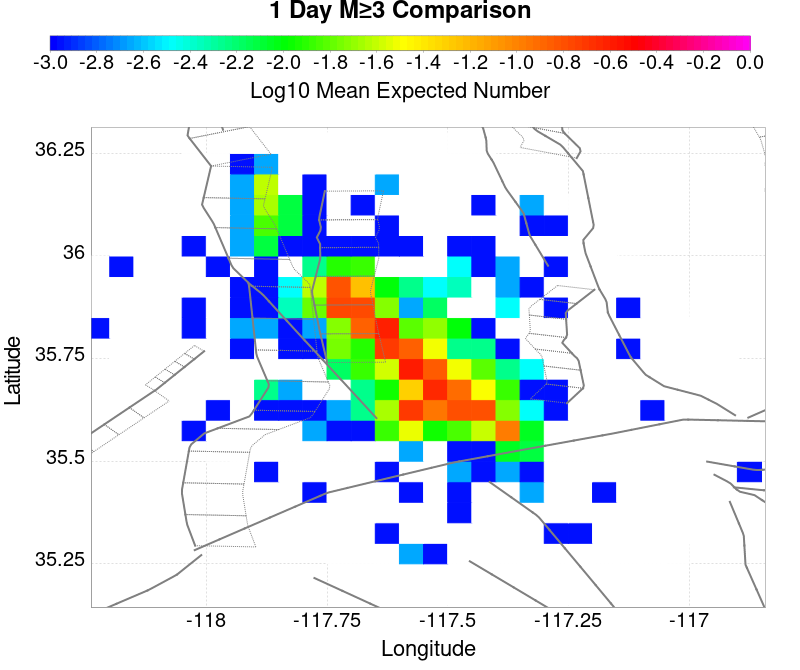 1 Day M≥3 Comparison
-3.0 -2.8 -2.6 -2.4 -2.2 -2.0 -1.8 -1.6 -1.4 -1.2 -1.0 -0.8 -0.6 -0.4 -0.2 0.0
Log10 Mean Expected Number
36.25
36
35.75
35.5
35.25
Latitude
-118 -117.75 -117.5 -117.25 -117
Longitude